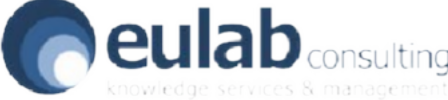 eulab consulting
knowledge services & management